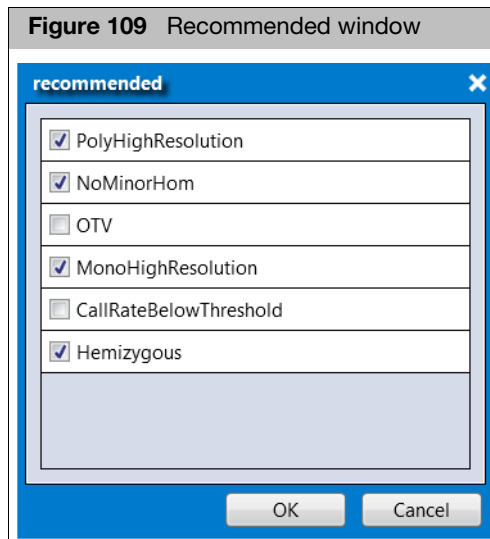 Figure 109 Recommended window
recommended
PolyHighResolution
NoMinorHom
OTV
MonoHighResolution
CallRateBelowThreshold
Hemizygous
OK Cancel